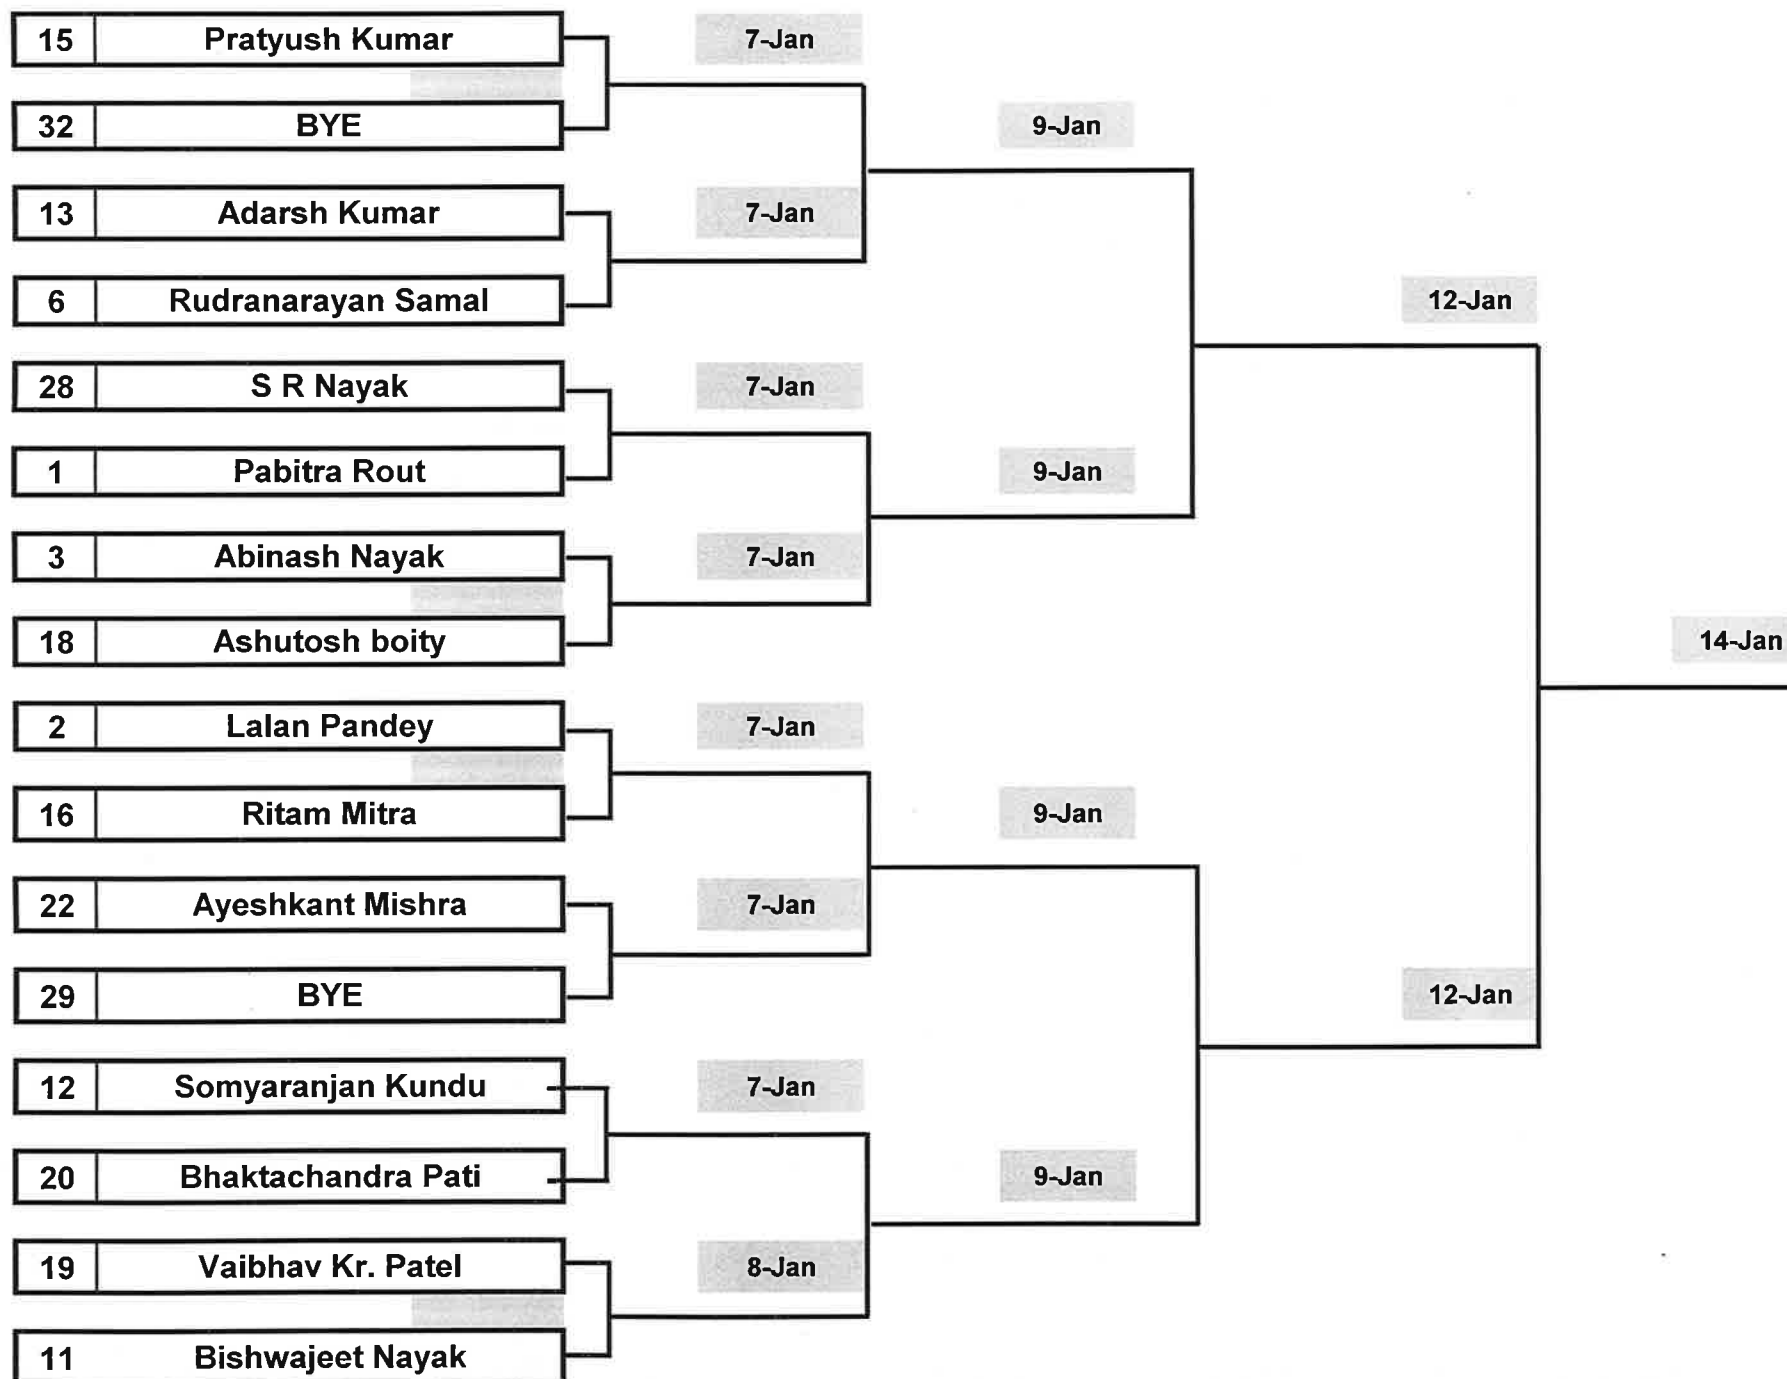 15 Pratyush Kumar 7-Jan
32 BYE 9-Jan
13 Adarsh Kumar 7-Jan
6 Rudranarayan Samal 12-Jan
28 S R Nayak 7-Jan
1 Pabitra Rout 9-Jan
3 Abinash Nayak 7-Jan
18 Ashutosh boity 14-Jan
2 Lalan Pandey 7-Jan
16 Ritam Mitra 9-Jan
22 Ayeshkant Mishra 7-Jan
29 BYE 12-Jan
12 Somyaranjan Kundu 7-Jan
20 Bhaktachandra Pati 9-Jan
19 Vaibhav Kr. Patel 8-Jan
11 Bishwajeet Nayak